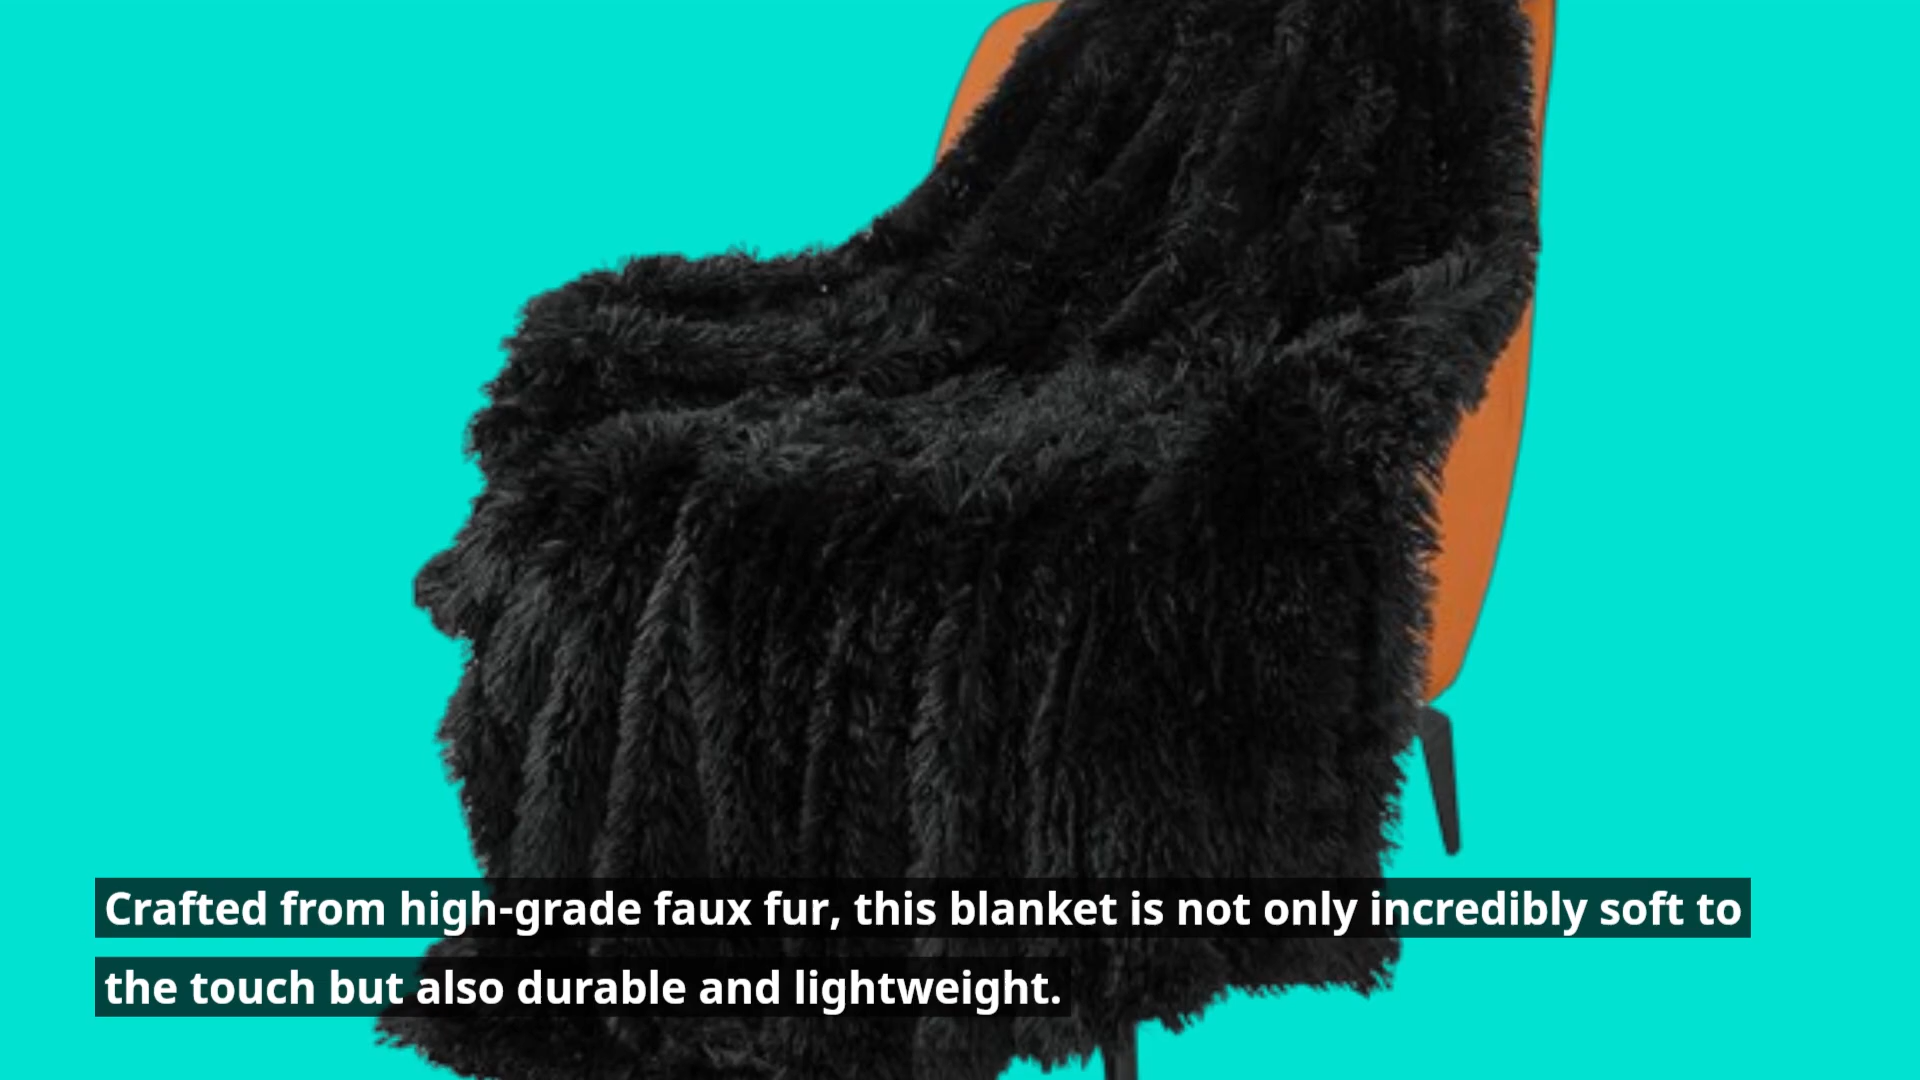 Crafted from high-grade faux fur, this blanket is not only incredibly soft to
the touch but also durable and lightweight.